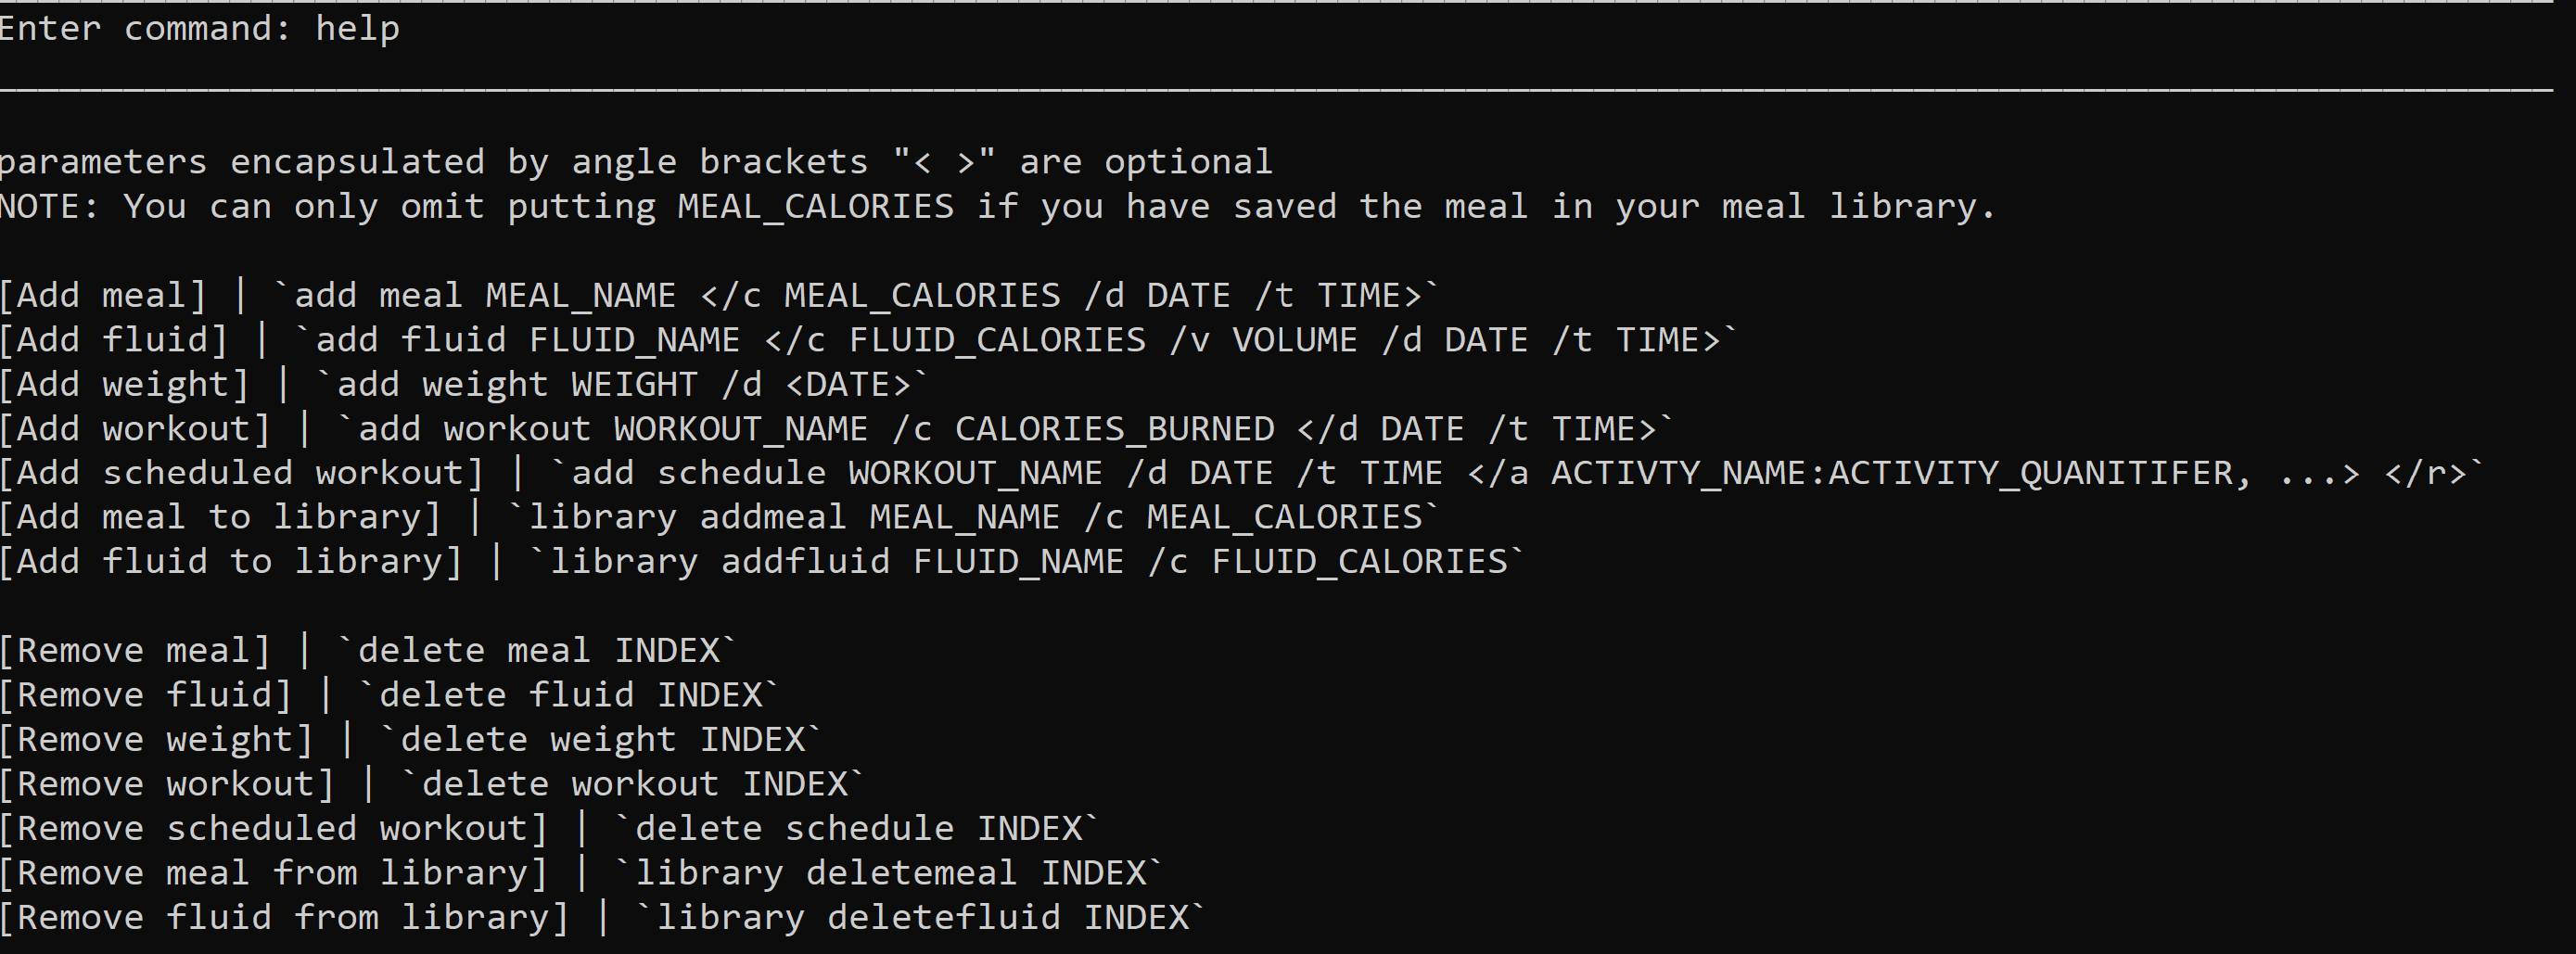 Enter command: help
parameters encapsulated by angle brackets "< >" are optional
NOTE: You can only omit putting MEAL_CALORIES if you have saved the meal in your meal library.
[Add meal] | `add meal MEAL_NAME </c MEAL_CALORIES /d DATE /t TIME>`
[Add fluid] | `add fluid FLUID_NAME </c FLUID_CALORIES /v VOLUME /d DATE /t TIME>`
[Add weight] | `add weight WEIGHT /d <DATE>`
[Add workout] | `add workout WORKOUT_NAME /c CALORIES_BURNED </d DATE /t TIME>`
[Add scheduled workout] | `add schedule WORKOUT_NAME /d DATE /t TIME </a ACTIVTY_NAME:ACTIVITY_QUANITIFER, ...> </r>`
[Add meal to library] | `library addmeal MEAL_NAME /c MEAL_CALORIES`
[Add fluid to library] | `library addfluid FLUID_NAME /c FLUID_CALORIES`
[Remove meal] | `delete meal INDEX`
[Remove fluid] | `delete fluid INDEX`
[Remove weight] | `delete weight INDEX`
[Remove workout] | `delete workout INDEX`
[Remove scheduled workout] | `delete schedule INDEX`
[Remove meal from library] | `library deletemeal INDEX`
[Remove fluid from library] | `library deletefluid INDEX`